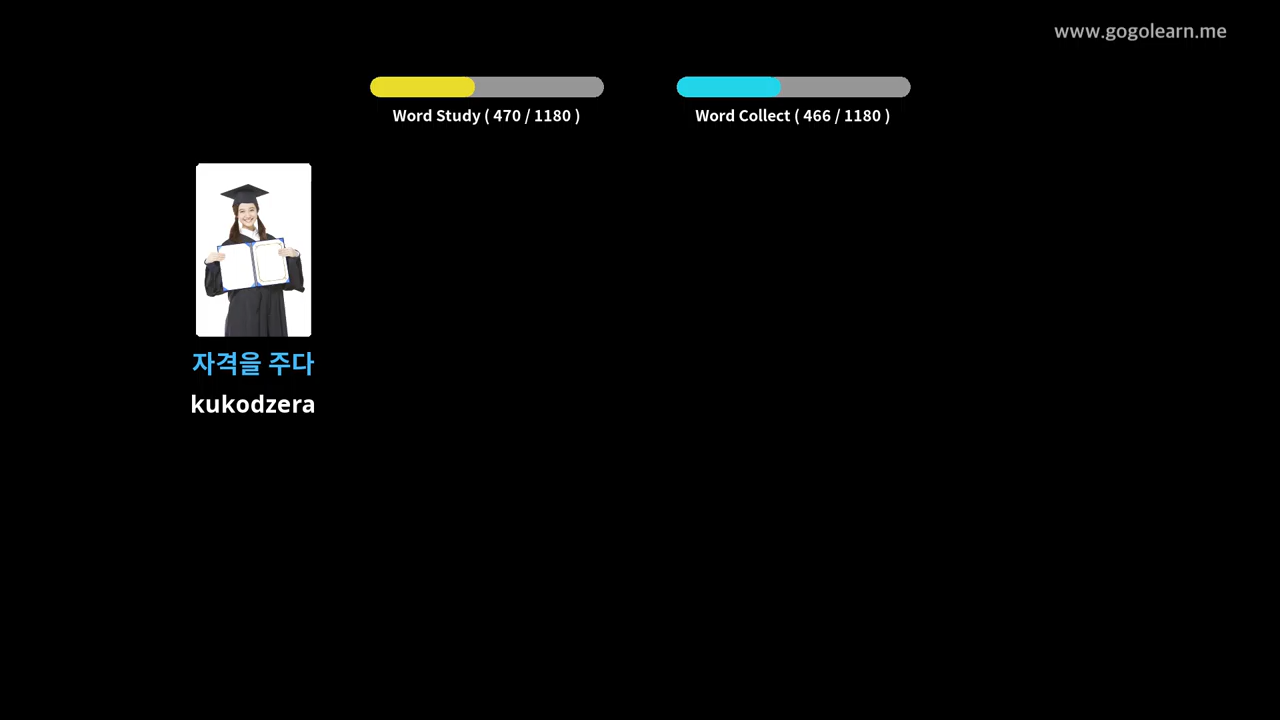 www.gogolearn.me
Word Study ( 470 / 1180 )
Word Collect ( 466 / 1180 )
자격을 주다
kukodzera